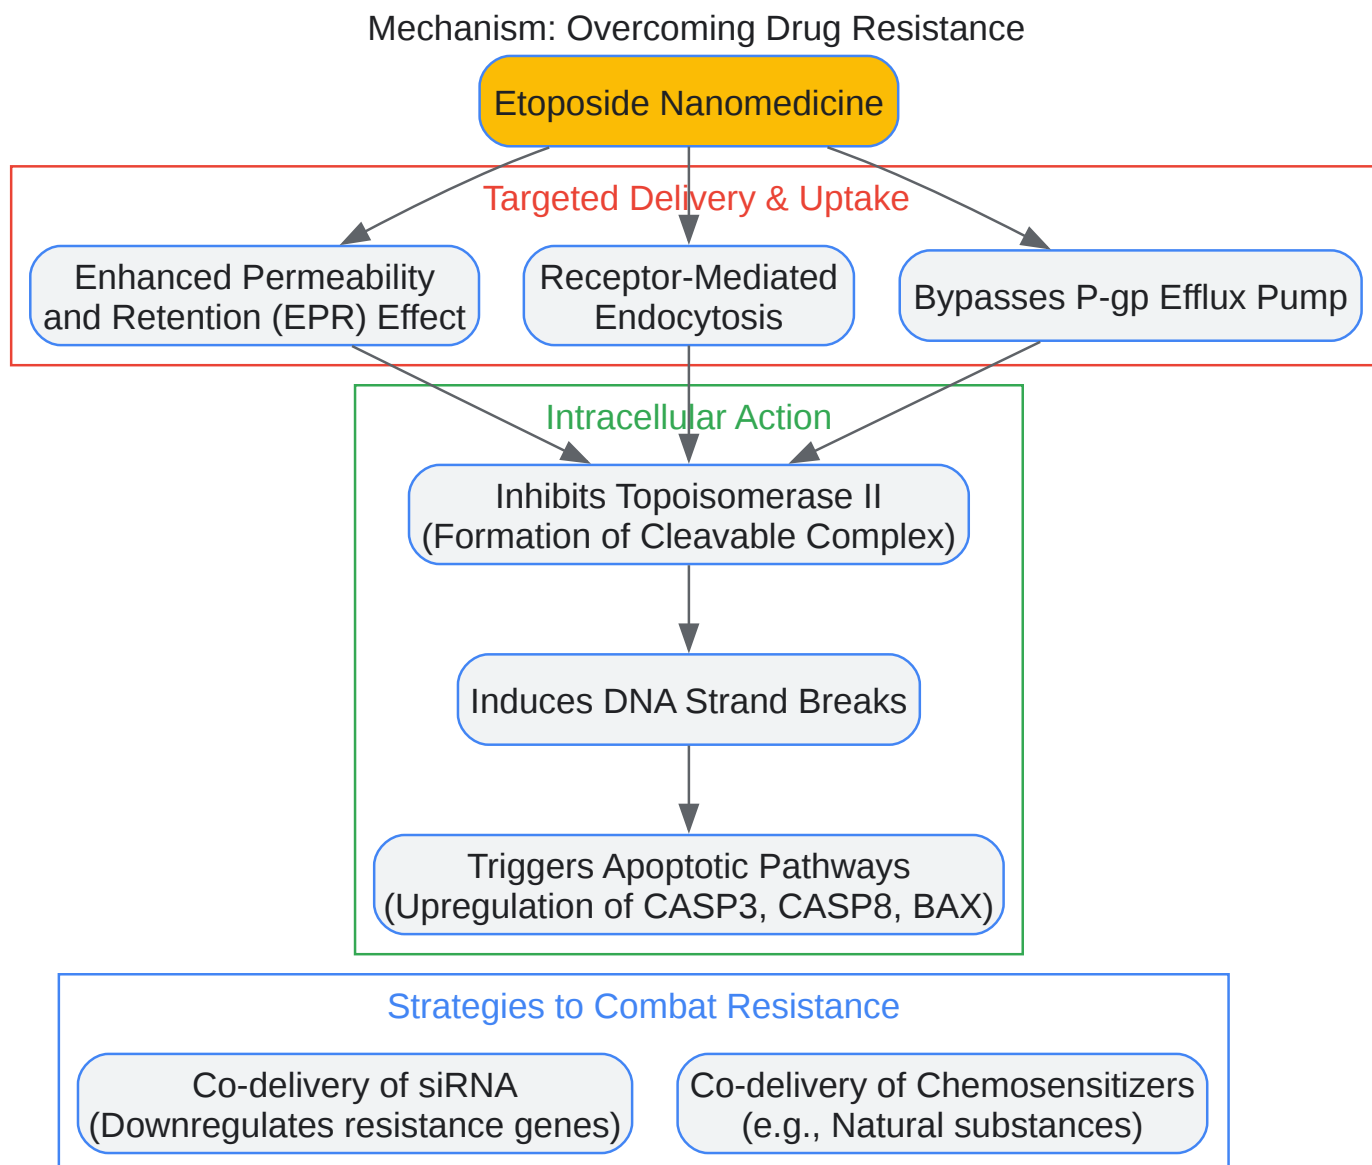 Mechanism: Overcoming Drug Resistance
Etoposide Nanomedicine
Targeted Delivery & Uptake
Enhanced Permeability
and Retention (EPR) Effect
Receptor-Mediated
Endocytosis
Bypasses P-gp Efflux Pump
Intracellular Action
Inhibits Topoisomerase II
(Formation of Cleavable Complex)
Induces DNA Strand Breaks
Triggers Apoptotic Pathways
(Upregulation of CASP3, CASP8, BAX)
Strategies to Combat Resistance
Co-delivery of siRNA
(Downregulates resistance genes)
Co-delivery of Chemosensitizers
(e.g., Natural substances)